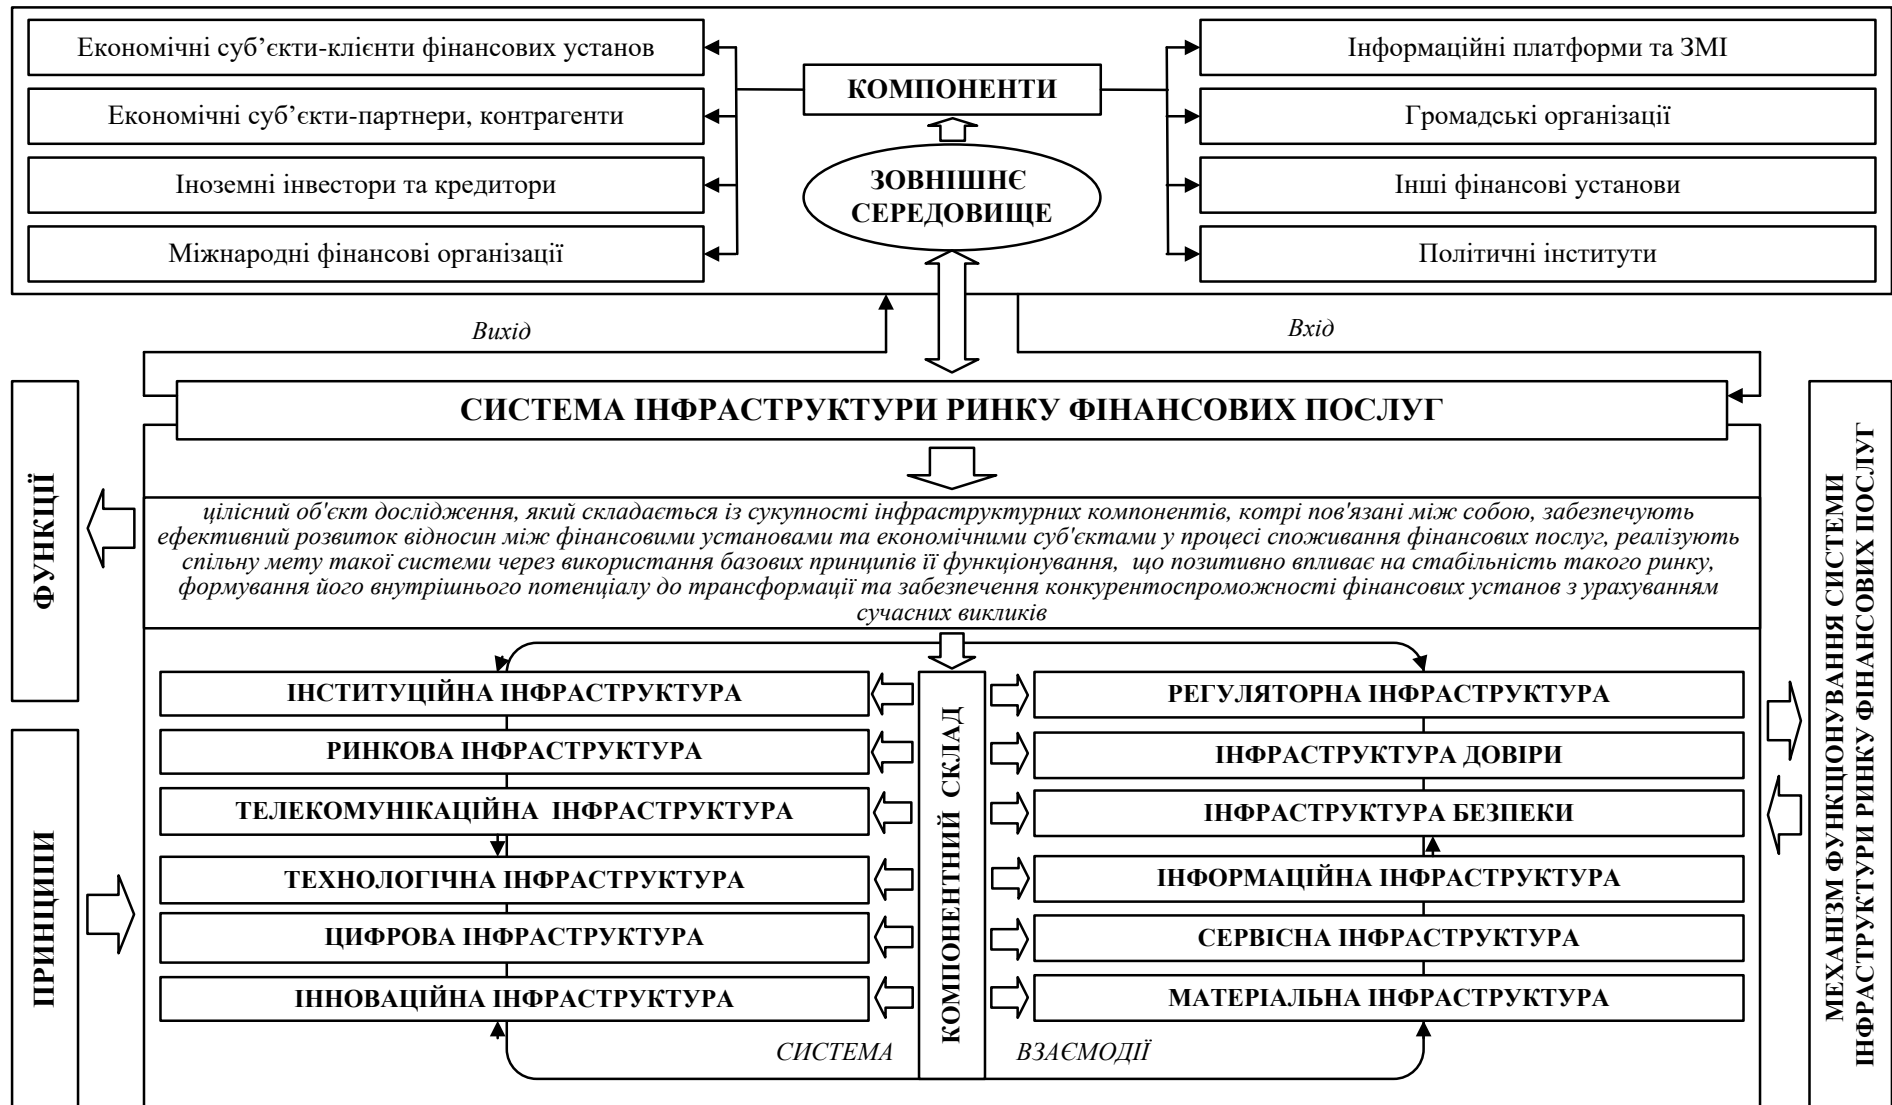 Економічні суб’єкти-клієнти фінансових установ
Економічні суб’єкти-партнери, контрагенти
Іноземні інвестори та кредитори
Міжнародні фінансові організації
КОМПОНЕНТИ
ЗОВНІШНЄ
СЕРЕДОВИЩЕ
Інформаційні платформи та ЗМІ
Громадські організації
Інші фінансові установи
Політичні інститути
Вихід
Вхід
СИСТЕМА ІНФРАСТРУКТУРИ РИНКУ ФІНАНСОВИХ ПОСЛУГ
ФУНКЦІЇ
ПРИНЦИПИ
цілісний об'єкт дослідження, який складається із сукупності інфраструктурних компонентів, котрі пов'язані між собою, забезпечують
ефективний розвиток відносин між фінансовими установами та економічними суб'єктами у процесі споживання фінансових послуг, реалізують
спільну мету такої системи через використання базових принципів її функціонування, що позитивно впливає на стабільність такого ринку,
формування його внутрішнього потенціалу до трансформації та забезпечення конкурентоспроможності фінансових установ з урахуванням
сучасних викликів
ІНСТИТУЦІЙНА ІНФРАСТРУКТУРА
РИНКОВА ІНФРАСТРУКТУРА
ТЕЛЕКОМУНІКАЦІЙНА ІНФРАСТРУКТУРА
ТЕХНОЛОГІЧНА ІНФРАСТРУКТУРА
ЦИФРОВА ІНФРАСТРУКТУРА
ІННОВАЦІЙНА ІНФРАСТРУКТУРА
КОМПОНЕНТНИЙ СКЛАД
РЕГУЛЯТОРНА ІНФРАСТРУКТУРА
ІНФРАСТРУКТУРА ДОВІРИ
ІНФРАСТРУКТУРА БЕЗПЕКИ
ІНФОРМАЦІЙНА ІНФРАСТРУКТУРА
СЕРВІСНА ІНФРАСТРУКТУРА
МАТЕРІАЛЬНА ІНФРАСТРУКТУРА
СИСТЕМА ВЗАЄМОДІЇ
МЕХАНІЗМ ФУНКЦІОНУВАННЯ СИСТЕМИ
ІНФРАСТРУКТУРИ РИНКУ ФІНАНСОВИХ ПОСЛУГ